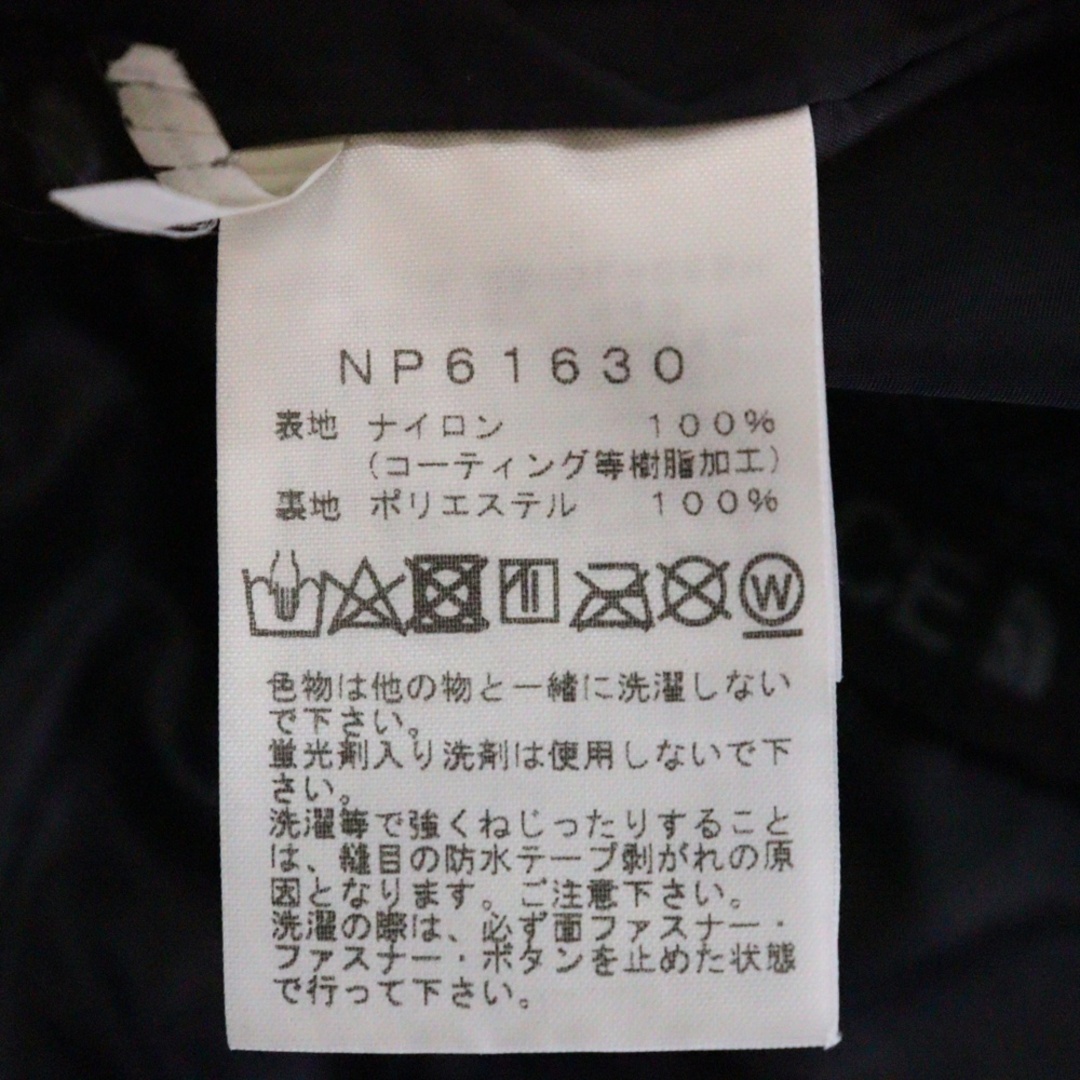 NP61630
表地 ナイロン 100%
(コーティング等樹脂加工)
裏地 ポリエステル 100%
W
色物は他の物と一緒に洗濯しない
で下さい。
蛍光剤入り洗剤は使用しないで下
さい。
洗濯等で強くねじったりすること
は、縫目の防水テープ剥がれの原
因となります。ご注意下さい。
洗濯の際は、必ず面ファスナー・
ファスナー・ボタンを止めた状態
で行って下さい。